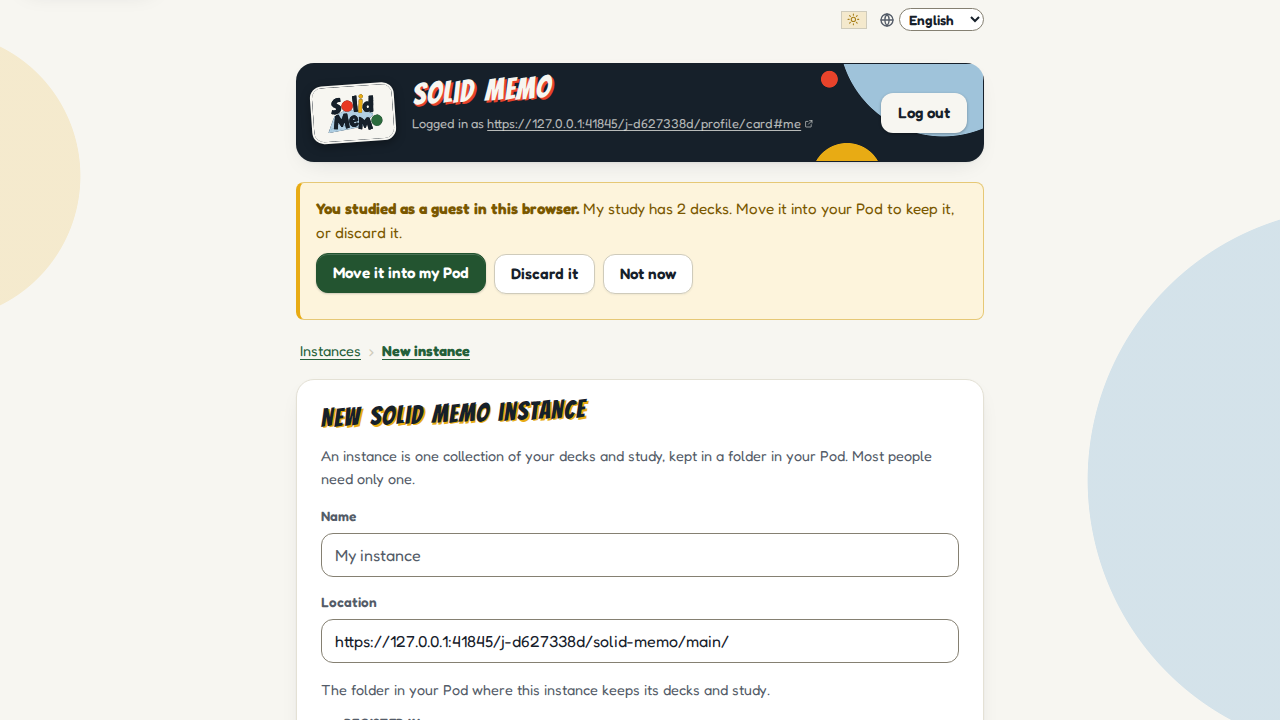 English
Solid Memo
SOLID MEMO
Logged in as https://127.0.0.1:41845/j-d627338d/profile/card#me
Log out
You studied as a guest in this browser. My study has 2 decks. Move it into your Pod to keep it,
or discard it.
Move it into my Pod
Discard it
Not now
Instances › New instance
NEW SOLID MEMO INSTANCE
An instance is one collection of your decks and study, kept in a folder in your Pod. Most people
need only one.
Name
My instance
Location
https://127.0.0.1:41845/j-d627338d/solid-memo/main/
The folder in your Pod where this instance keeps its decks and study.